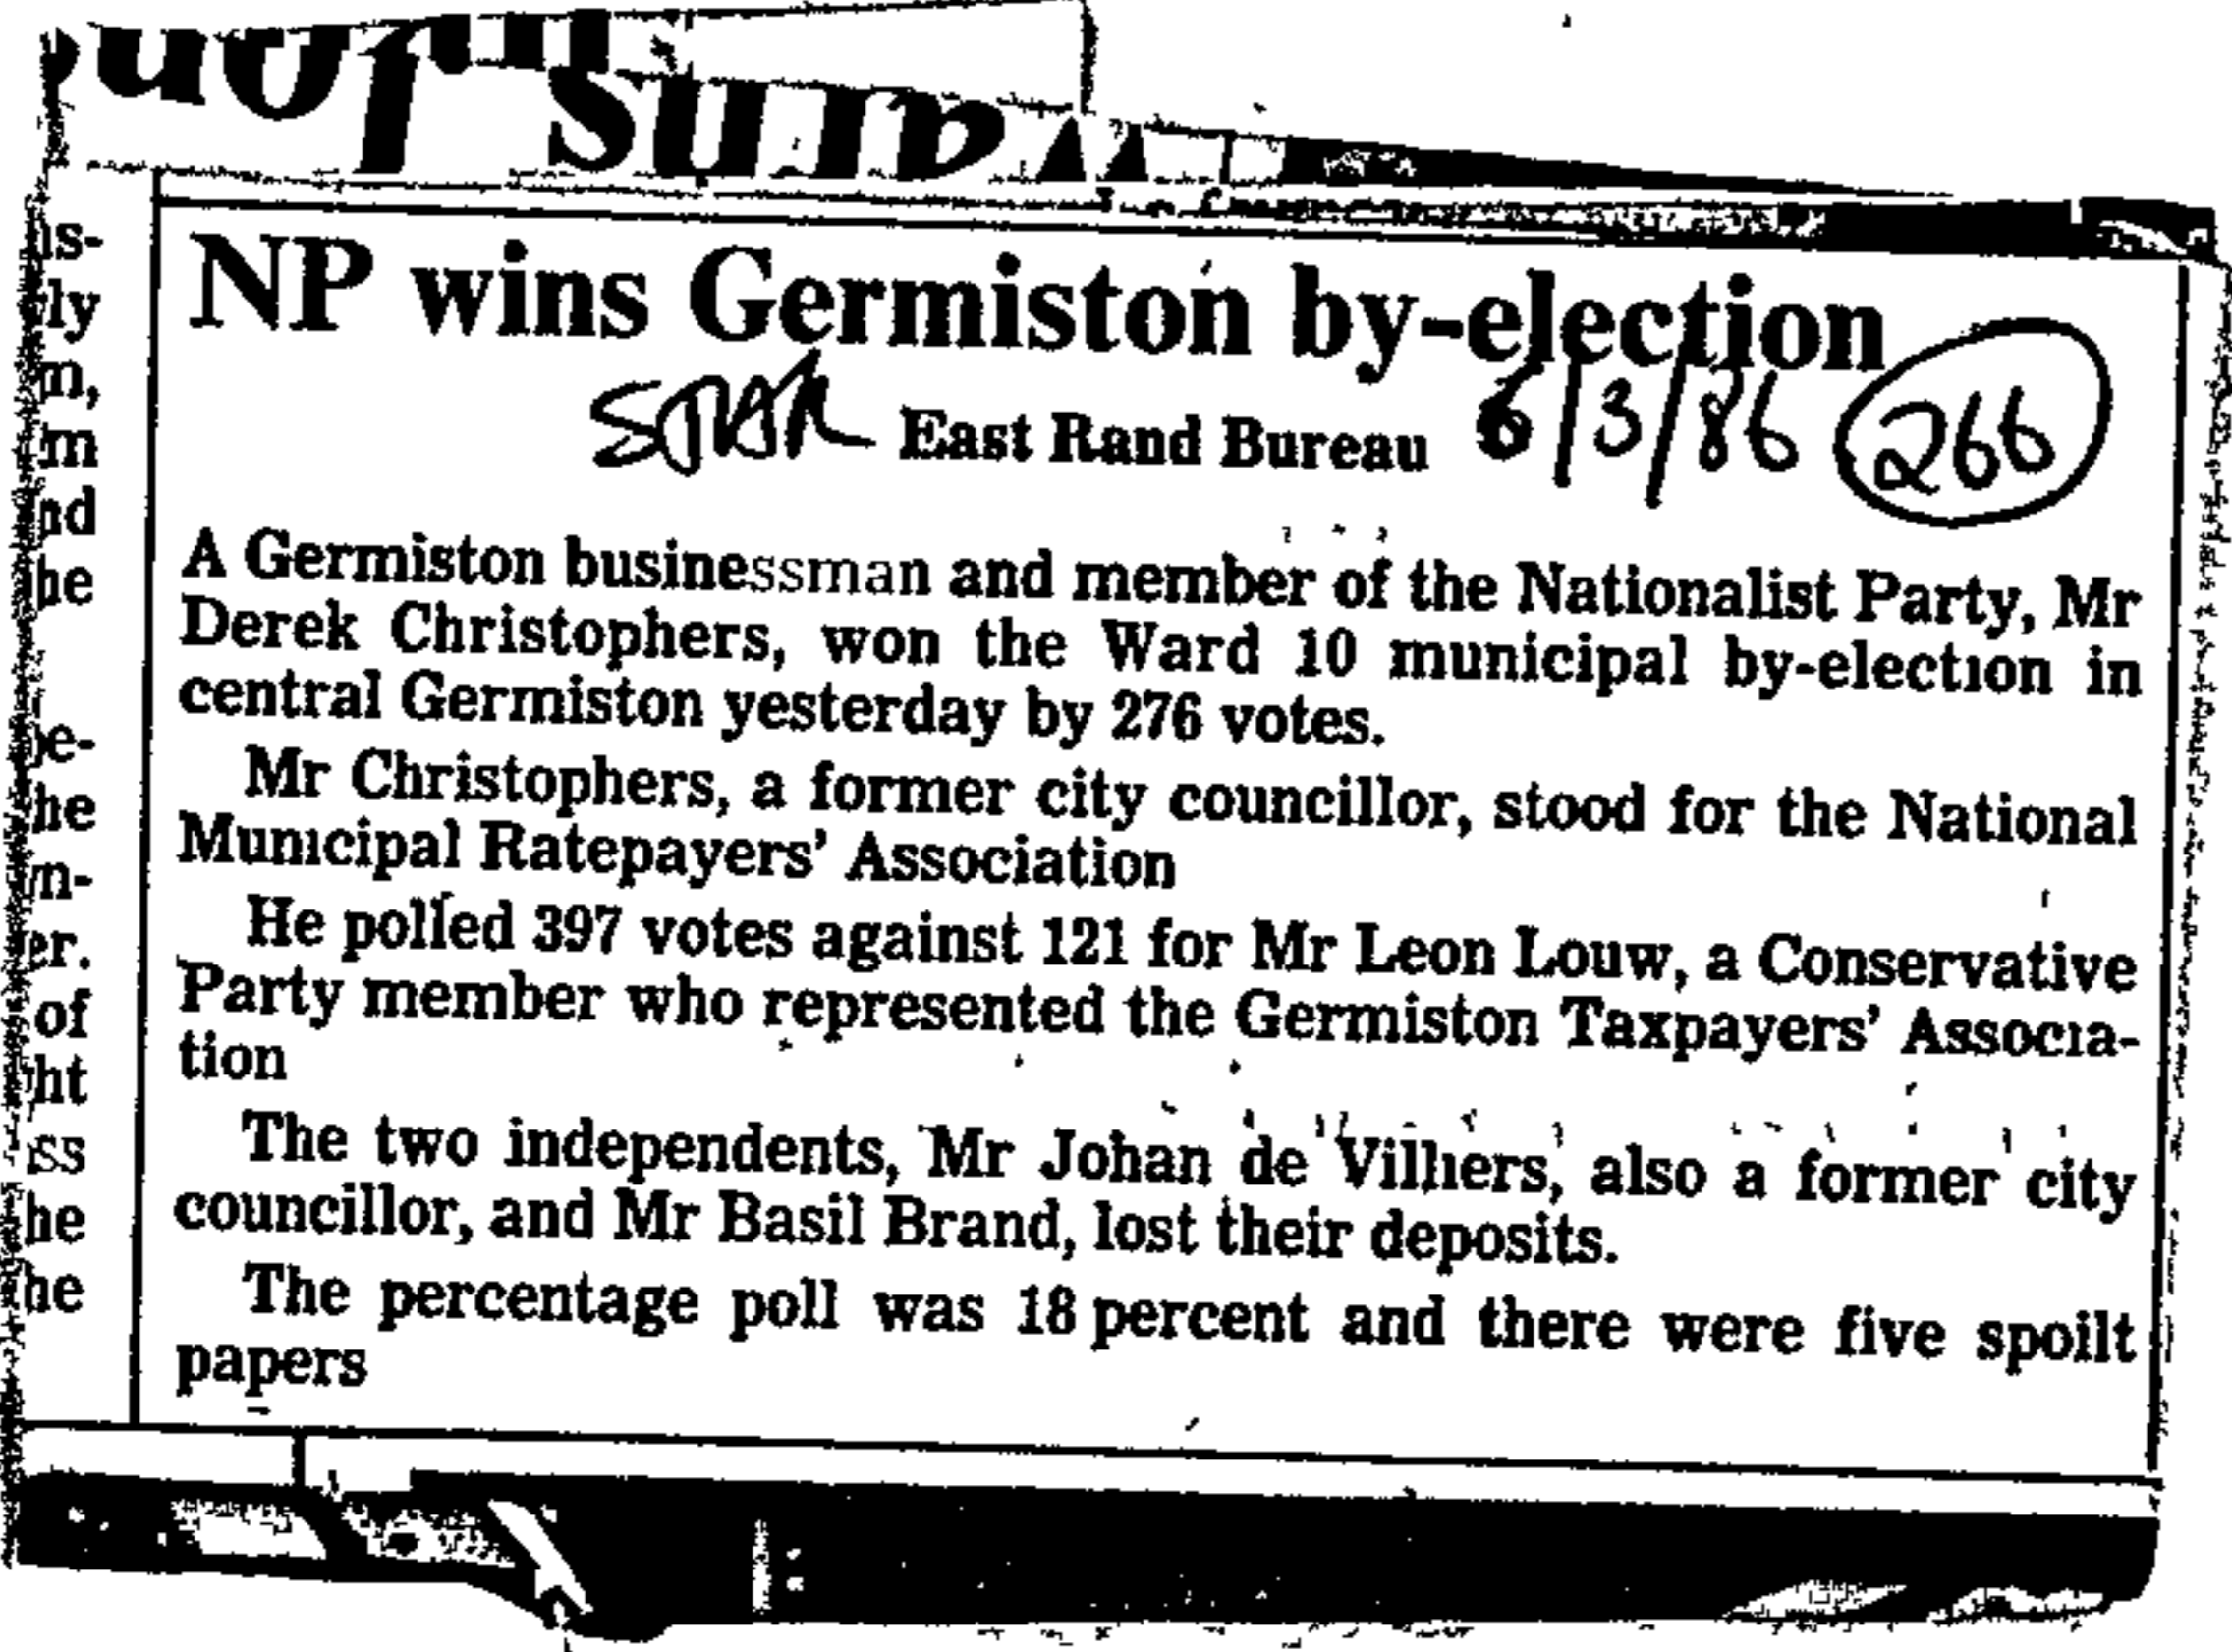 NP wins Germiston by-election
STAR East Rand Bureau 6/3/86 266
A Germiston businessman and member of the Nationalist Party, Mr
Derek Christophers, won the Ward 10 municipal by-election in
central Germiston yesterday by 276 votes.
Mr Christophers, a former city councillor, stood for the National
Municipal Ratepayers' Association
He polled 397 votes against 121 for Mr Leon Louw, a Conservative
Party member who represented the Germiston Taxpayers' Associa-
tion
The two independents, Mr Johan de Villiers, also a former city
councillor, and Mr Basil Brand, lost their deposits.
The percentage poll was 18 percent and there were five spoilt
papers